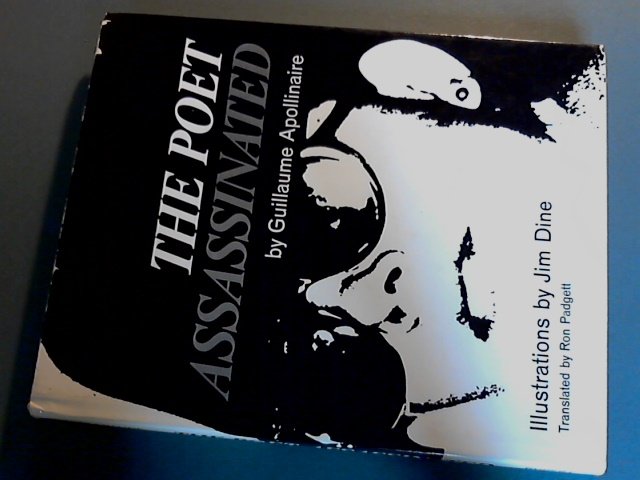 THE POET
ASSASSINATED
by Guillaume Apollinaire
Illustrations by Jim Dine
Translated by Ron Padgett